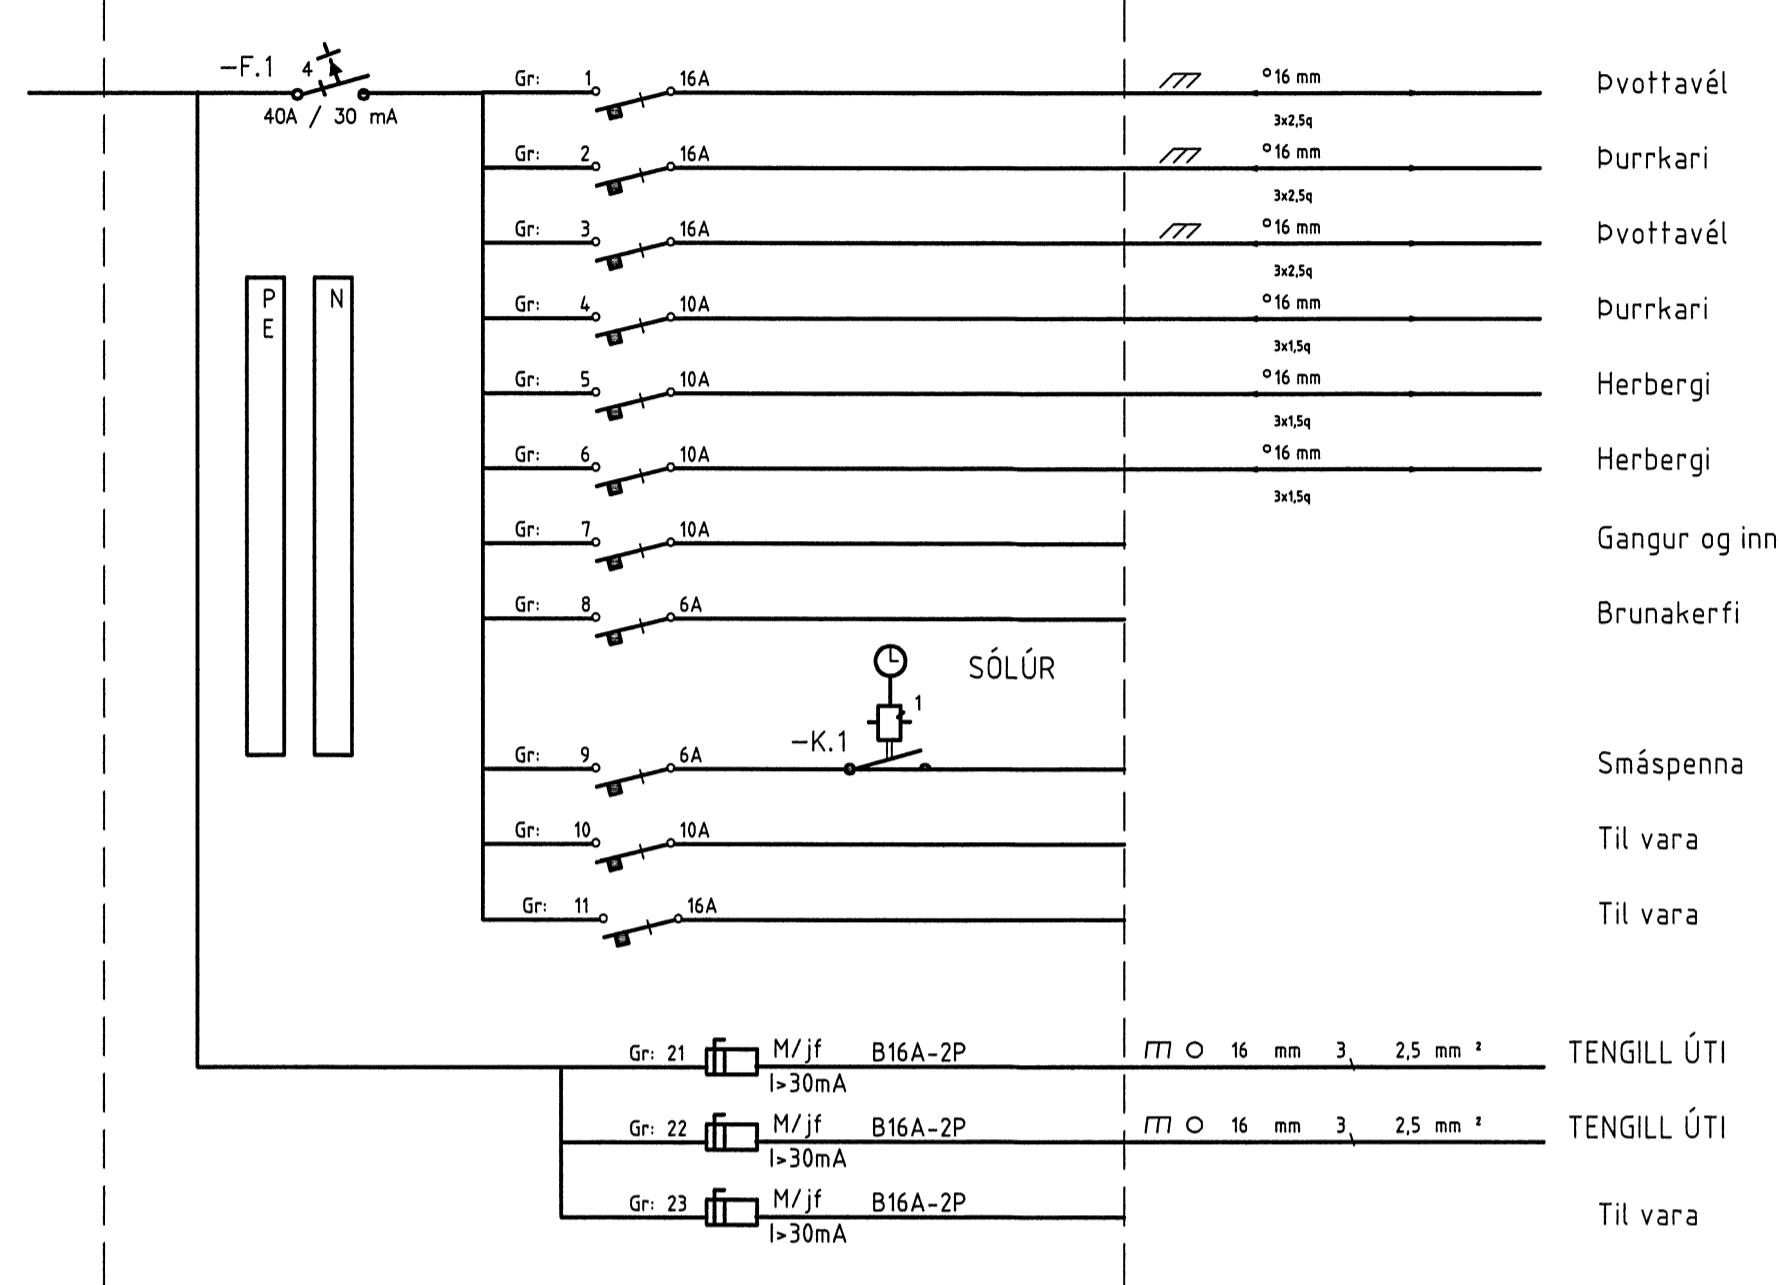 -F.1 4
40A / 30 mA
Gr: 1 16A °16 mm Þvottavél
3x2,5q
Gr: 2 16A °16 mm Þurrkari
3x2,5q
Gr: 3 16A °16 mm Þvottavél
3x2,5q
P
E
N
Gr: 4 10A °16 mm Þurrkari
3x1,5q
Gr: 5 10A °16 mm Herbergi
3x1,5q
Gr: 6 10A °16 mm Herbergi
3x1,5q
Gr: 7 10A Gangur og inn
Gr: 8 6A Brunakerfi
SÓLÚR
1
-K.1
Gr: 9 6A Smáspenna
Gr: 10 10A Til vara
Gr: 11 16A Til vara
Gr: 21 M/jf B16A-2P 16 mm 3, 2,5 mm ² TENGILL ÚTI
I>30mA
Gr: 22 M/jf B16A-2P 16 mm 3, 2,5 mm ² TENGILL ÚTI
I>30mA
Gr: 23 M/jf B16A-2P Til vara
I>30mA